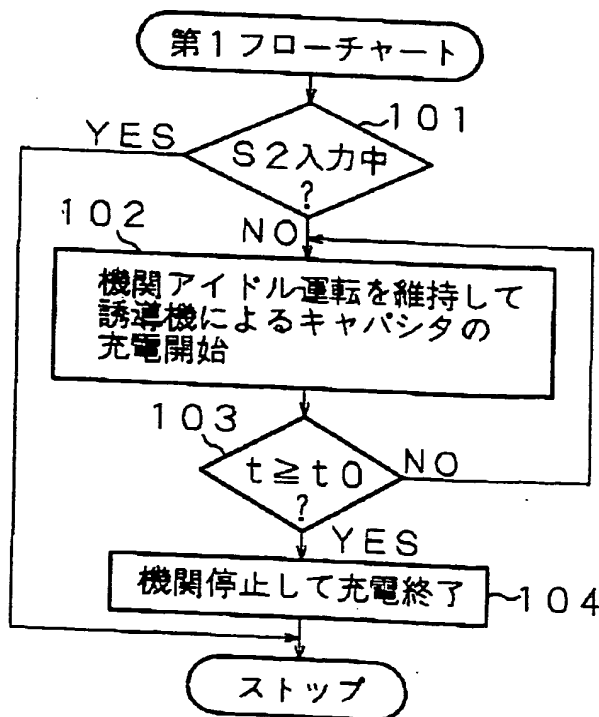 第1フローチャート
101
YES
S2入力中
?
102
NO
機関アイドル運転を維持して
誘導機によるキャパシタの
充電開始
103
t≧t0
?
NO
YES
機関停止して充電終了
104
ストップ